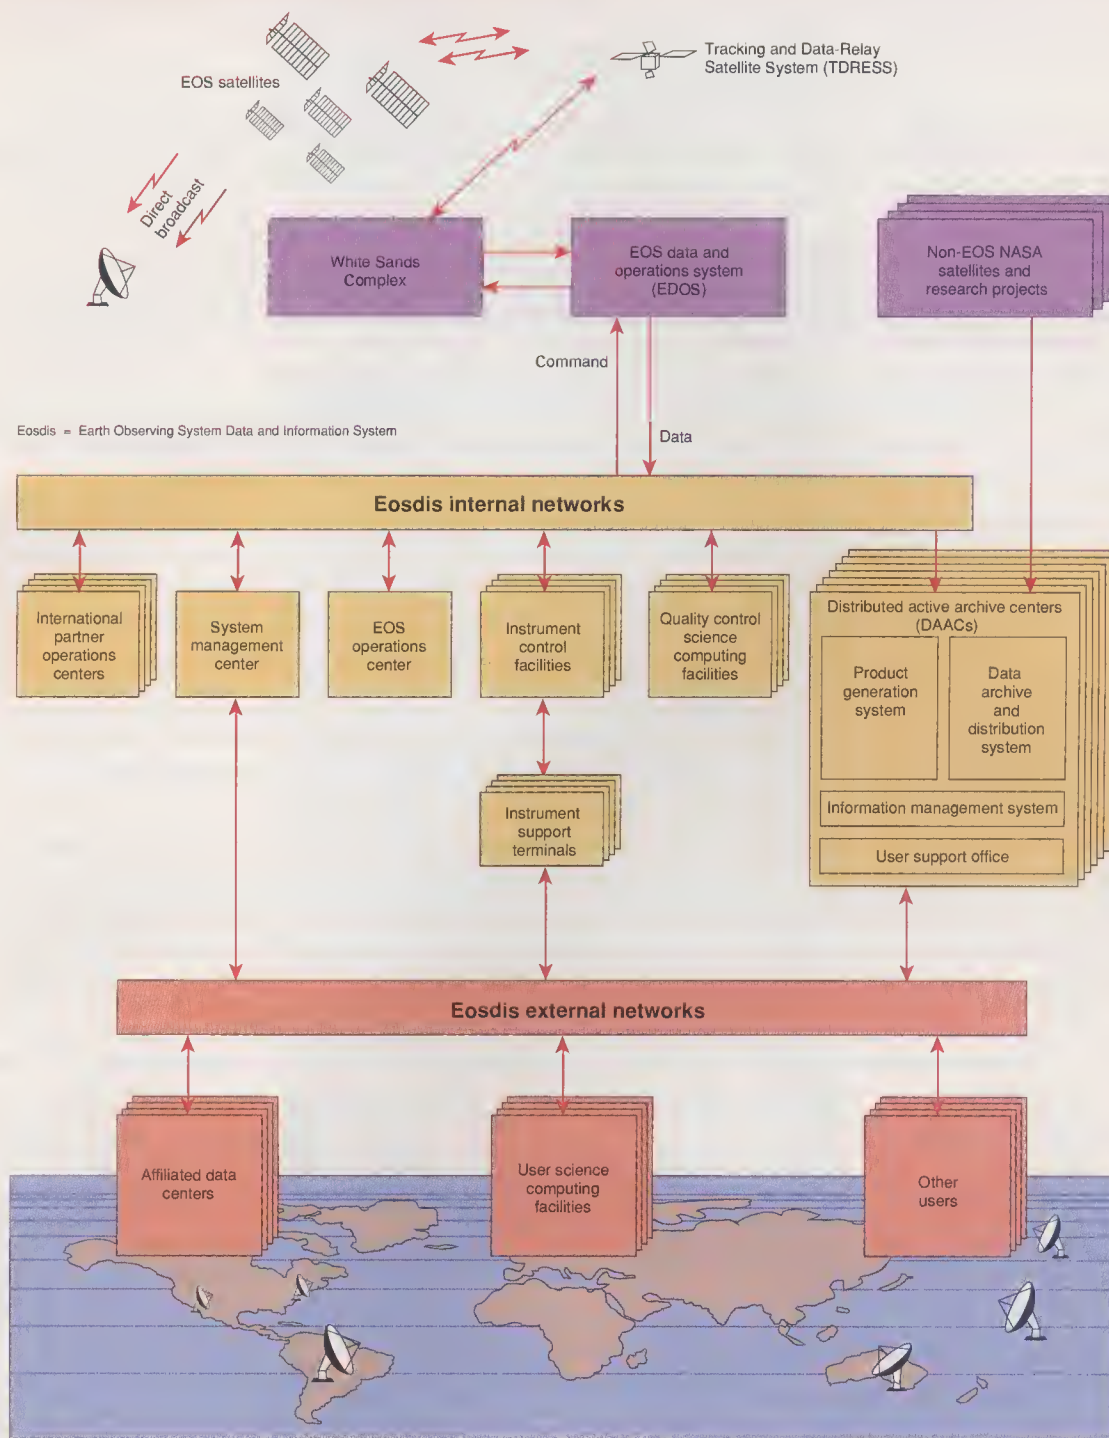 EOS satellites
Tracking and Data-Relay
Satellite System (TDRESS)
Direct
broadcast
White Sands
Complex
EOS data and
operations system
(EDOS)
Non-EOS NASA
satellites and
research projects
Command
Data
Eosdis = Earth Observing System Data and Information System
Eosdis internal networks
International
partner
operations
centers
System
management
center
EOS
operations
center
Instrument
control
facilities
Quality control
science
computing
facilities
Distributed active archive centers
(DAACs)
Product
generation
system
Data
archive
and
distribution
system
Instrument
support
terminals
Information management system
User support office
Eosdis external networks
Affiliated data
centers
User science
computing
facilities
Other
users